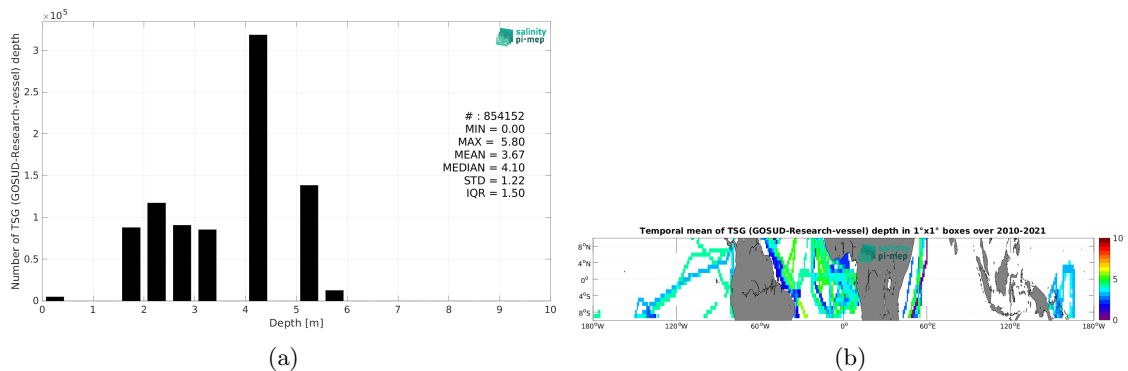 ×10⁵
3
2.5
2
1.5
1
0.5
0
Number of TSG (GOSUD-Research-vessel) depth
salinity
pi-mep
# : 854152
MIN = 0.00
MAX = 5.80
MEAN = 3.67
MEDIAN = 4.10
STD = 1.22
IQR = 1.50
0 1 2 3 4 5 6 7 8 9 10
Depth [m]
(a)
Temporal mean of TSG (GOSUD-Research-vessel) depth in 1°x1° boxes over 2010-2021
8°N
4°N
0°
4°S
8°S
salinity
pi-mep
10
5
0
180°W 120°W 60°W 0° 60°E 120°E 180°W
(b)